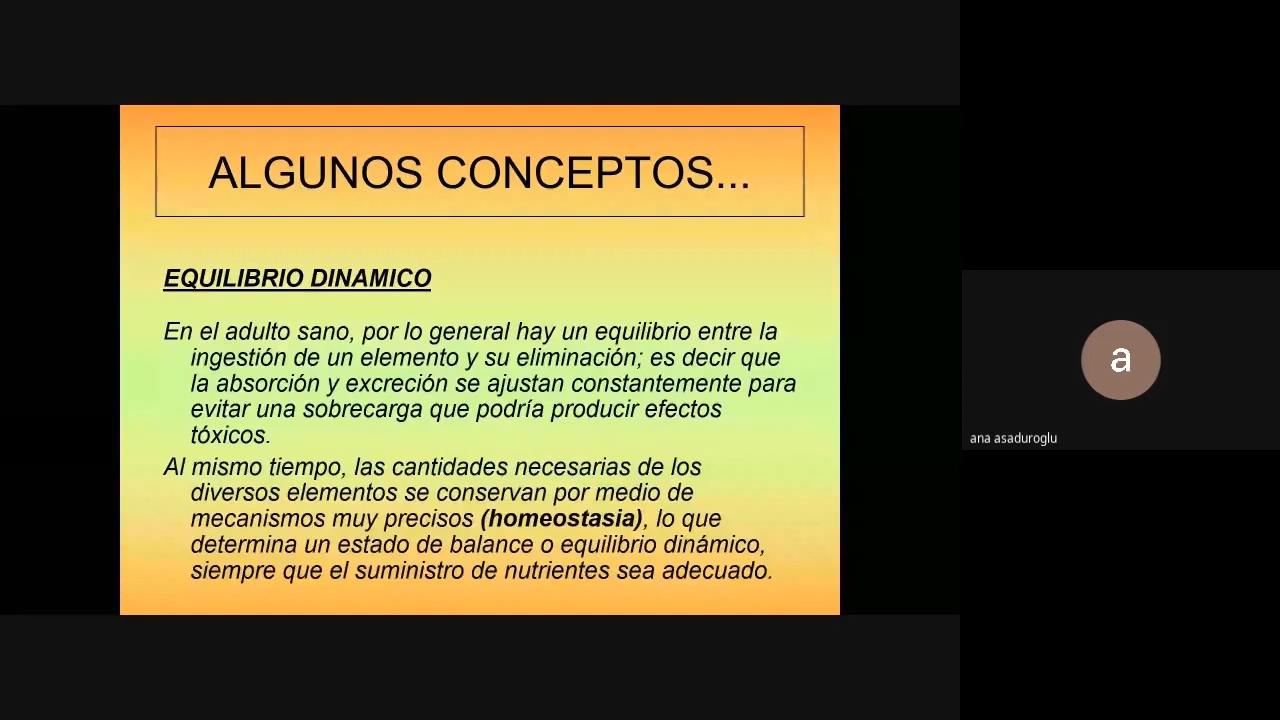 ALGUNOS CONCEPTOS...
EQUILIBRIO DINAMICO
En el adulto sano, por lo general hay un equilibrio entre la
ingestión de un elemento y su eliminación; es decir que
la absorción y excreción se ajustan constantemente para
evitar una sobrecarga que podría producir efectos
tóxicos.
Al mismo tiempo, las cantidades necesarias de los
diversos elementos se conservan por medio de
mecanismos muy precisos (homeostasia), lo que
determina un estado de balance o equilibrio dinámico,
siempre que el suministro de nutrientes sea adecuado.
a
ana asaduroglu